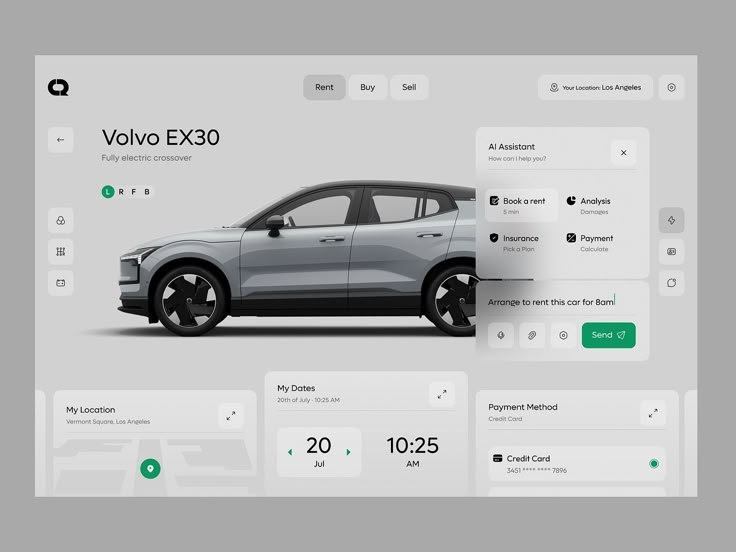 Rent
Buy
Sell
Your Location: Los Angeles
Volvo EX30
Fully electric crossover
L R F B
AI Assistant
How can I help you?
Book a rent
5 min
Analysis
Damages
Insurance
Pick a Plan
Payment
Calculate
Arrange to rent this car for 8am
Send
My Location
Vermont Square, Los Angeles
My Dates
20th of July · 10:25 AM
20
Jul
10:25
AM
Payment Method
Credit Card
Credit Card
3451 **** **** 7896